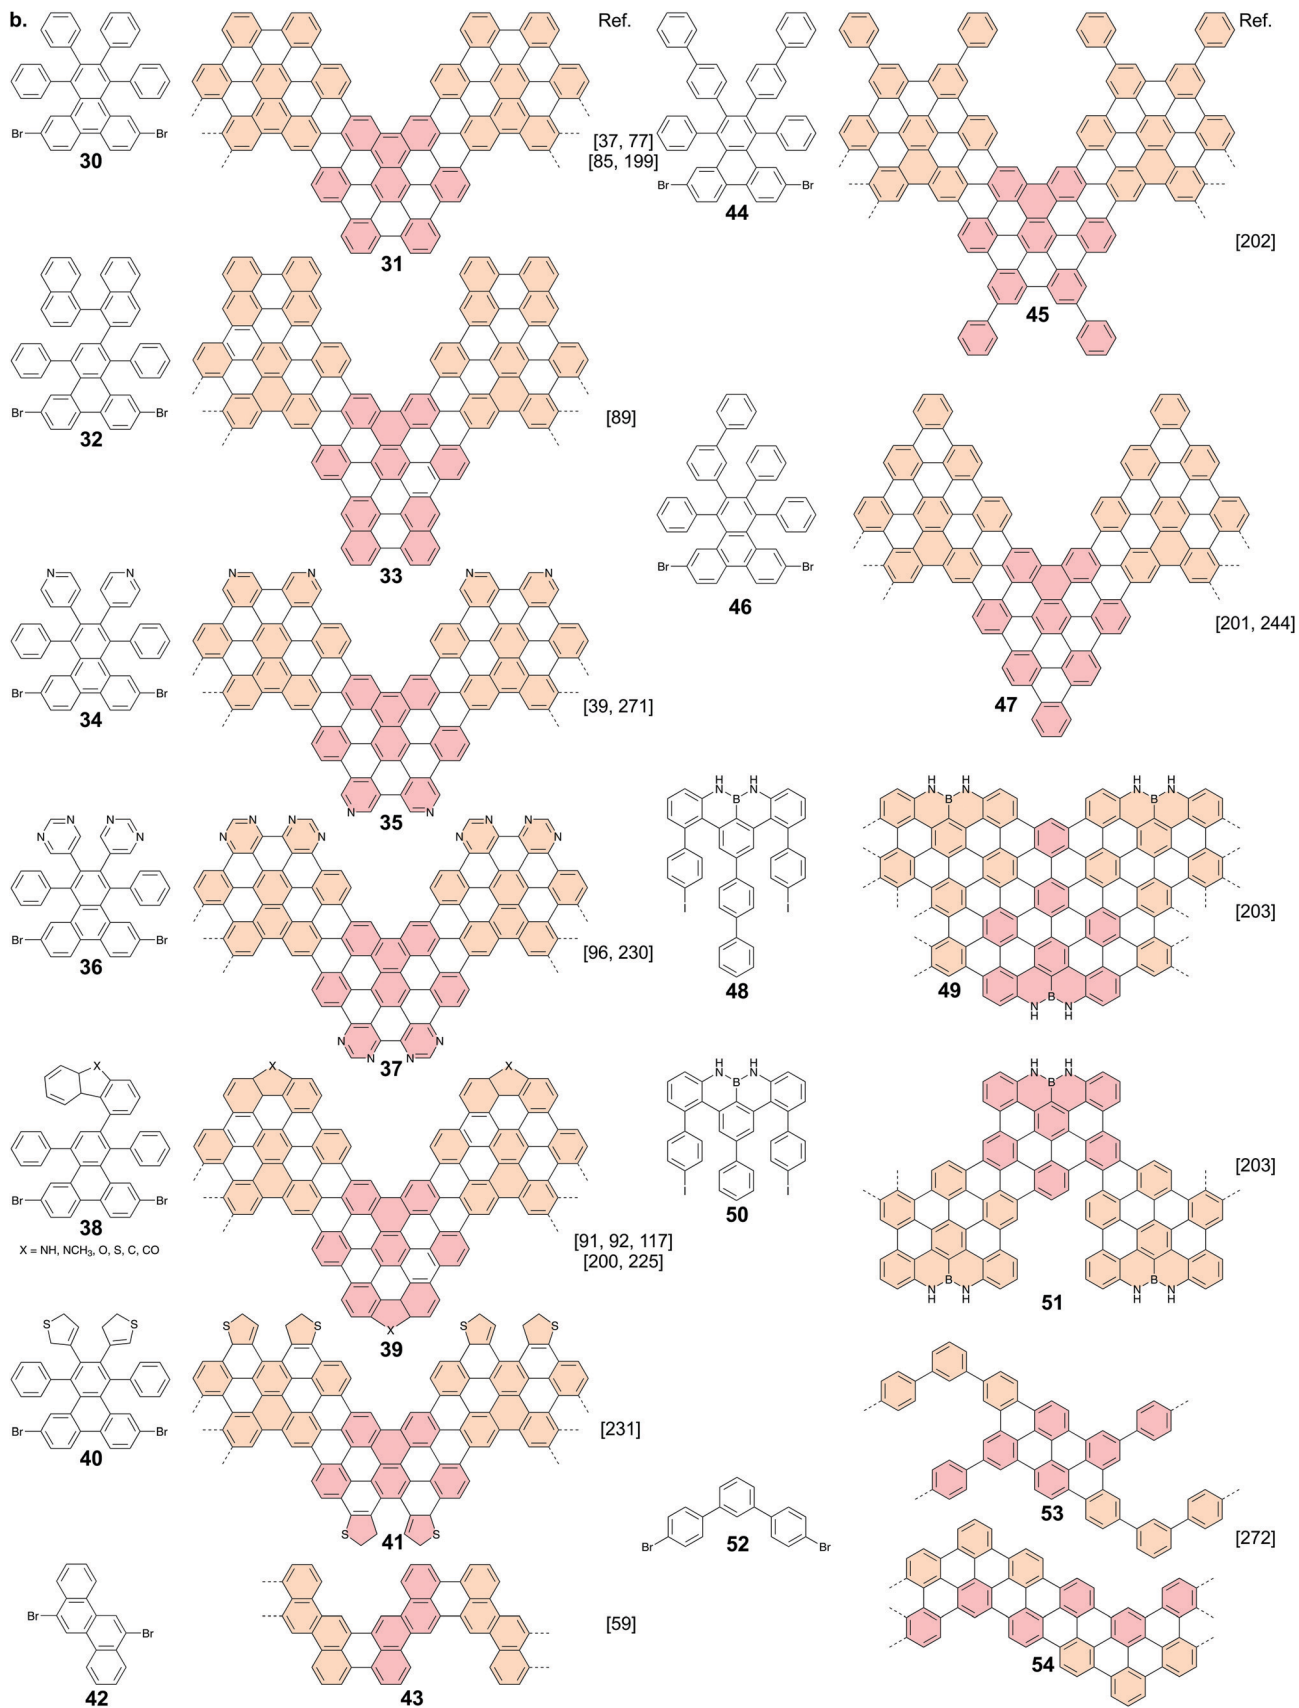 b.
Ref.
Br Br
30
31
[37, 77]
[85, 199]
Br Br
32
33
[89]
N N
Br Br
34
N N N N
N N
35
[39, 271]
N N N N
Br Br
36
N N N N N N N N
N N N N
37
[96, 230]
X
Br Br
38
X = NH, NCH₃, O, S, C, CO
X X
X
39
[91, 92, 117]
[200, 225]
S S
Br Br
40
S S S S
S S
41
[231]
Br
Br
42
43
[59]
Ref.
Br Br
44
45
[202]
Br Br
46
47
[201, 244]
H H
N B N
I I
48
H H H H
N B N N B N
N B N
H H
49
[203]
H H
N B N
I I
50
H H
N B N
N B N N B N
H H H H
51
[203]
Br Br
52
53
[272]
54